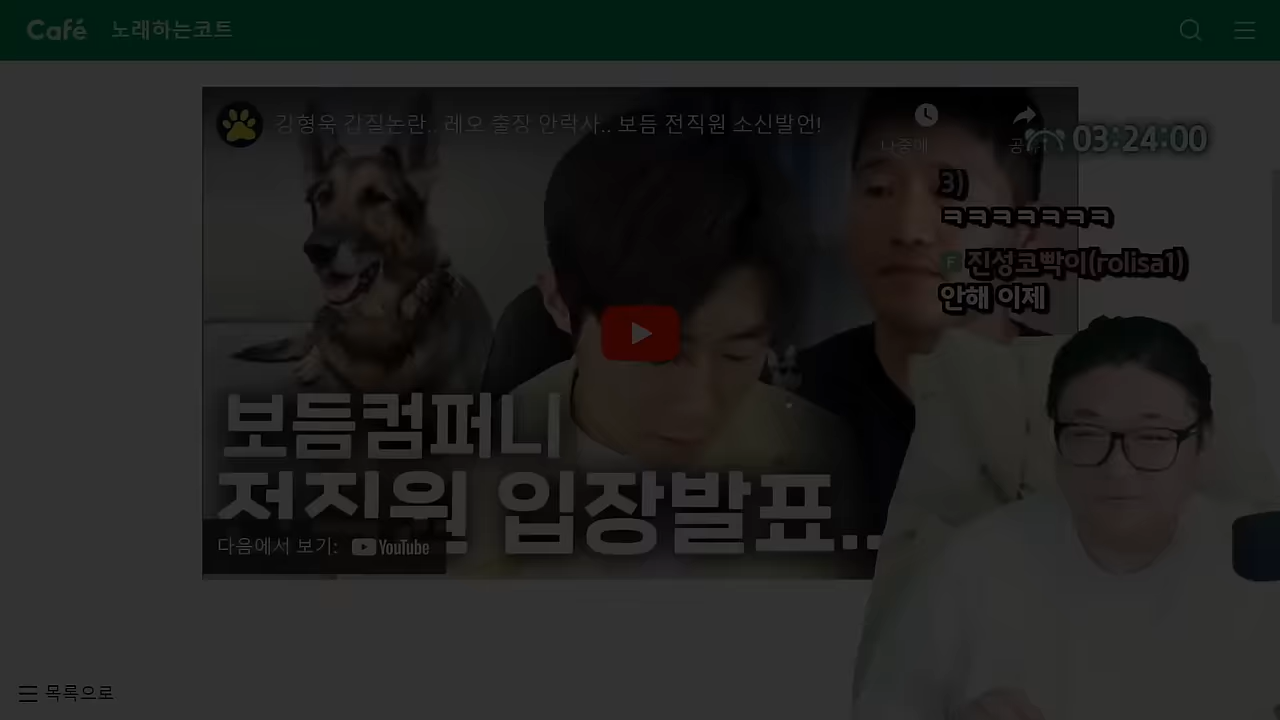 Café 노래하는코트
강형욱 갑질논란.. 레오 출장 안락사.. 보듬 전직원 소신발언!
나중에
공유
03:24:00
3)
ㅋㅋㅋㅋㅋㅋㅋ
F 진성코빡이(rolisa1)
안해 이제
보듬컴퍼니
전직원 입장발표..
다음에서 보기: YouTube
목록으로